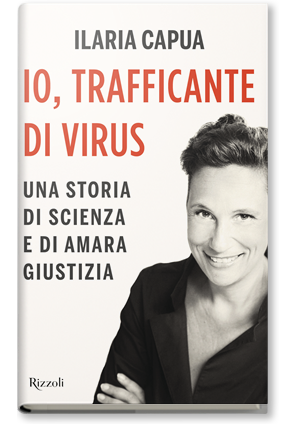 ILARIA CAPUA
IO, TRAFFICANTE
DI VIRUS
UNA STORIA
DI SCIENZA
E DI AMARA
GIUSTIZIA
Rizzoli